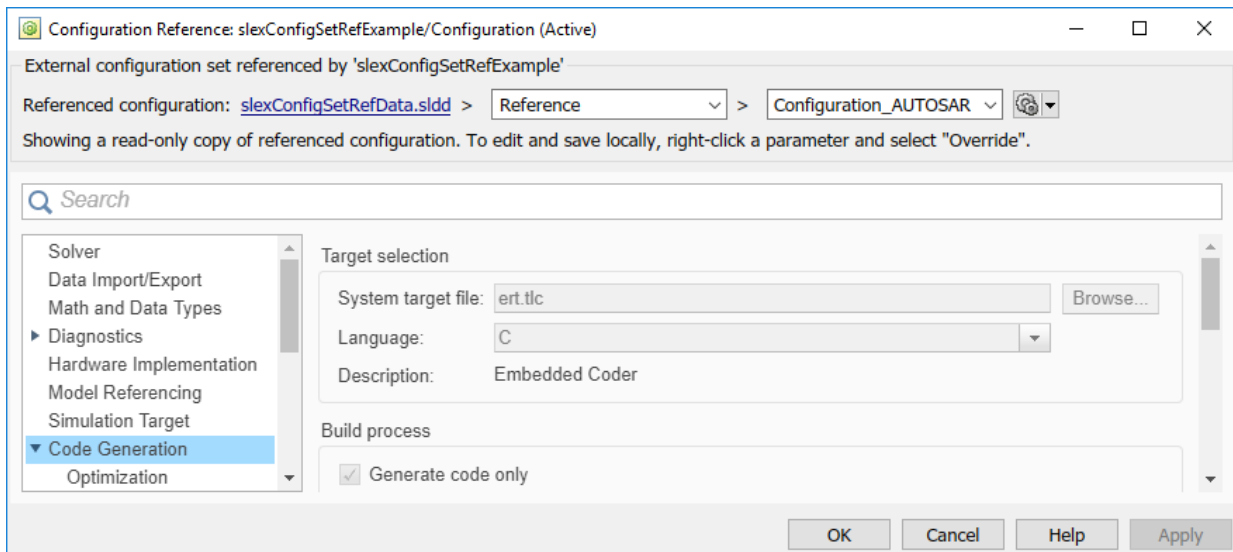 Configuration Reference: slexConfigSetRefExample/Configuration (Active)
External configuration set referenced by 'slexConfigSetRefExample'
Referenced configuration: slexConfigSetRefData.sldd > Reference > Configuration_AUTOSAR
Showing a read-only copy of referenced configuration. To edit and save locally, right-click a parameter and select "Override".
Search
Solver
Data Import/Export
Math and Data Types
Diagnostics
Hardware Implementation
Model Referencing
Simulation Target
Code Generation
Optimization
Target selection
System target file: ert.tlc Browse...
Language: C
Description: Embedded Coder
Build process
Generate code only
OK Cancel Help Apply